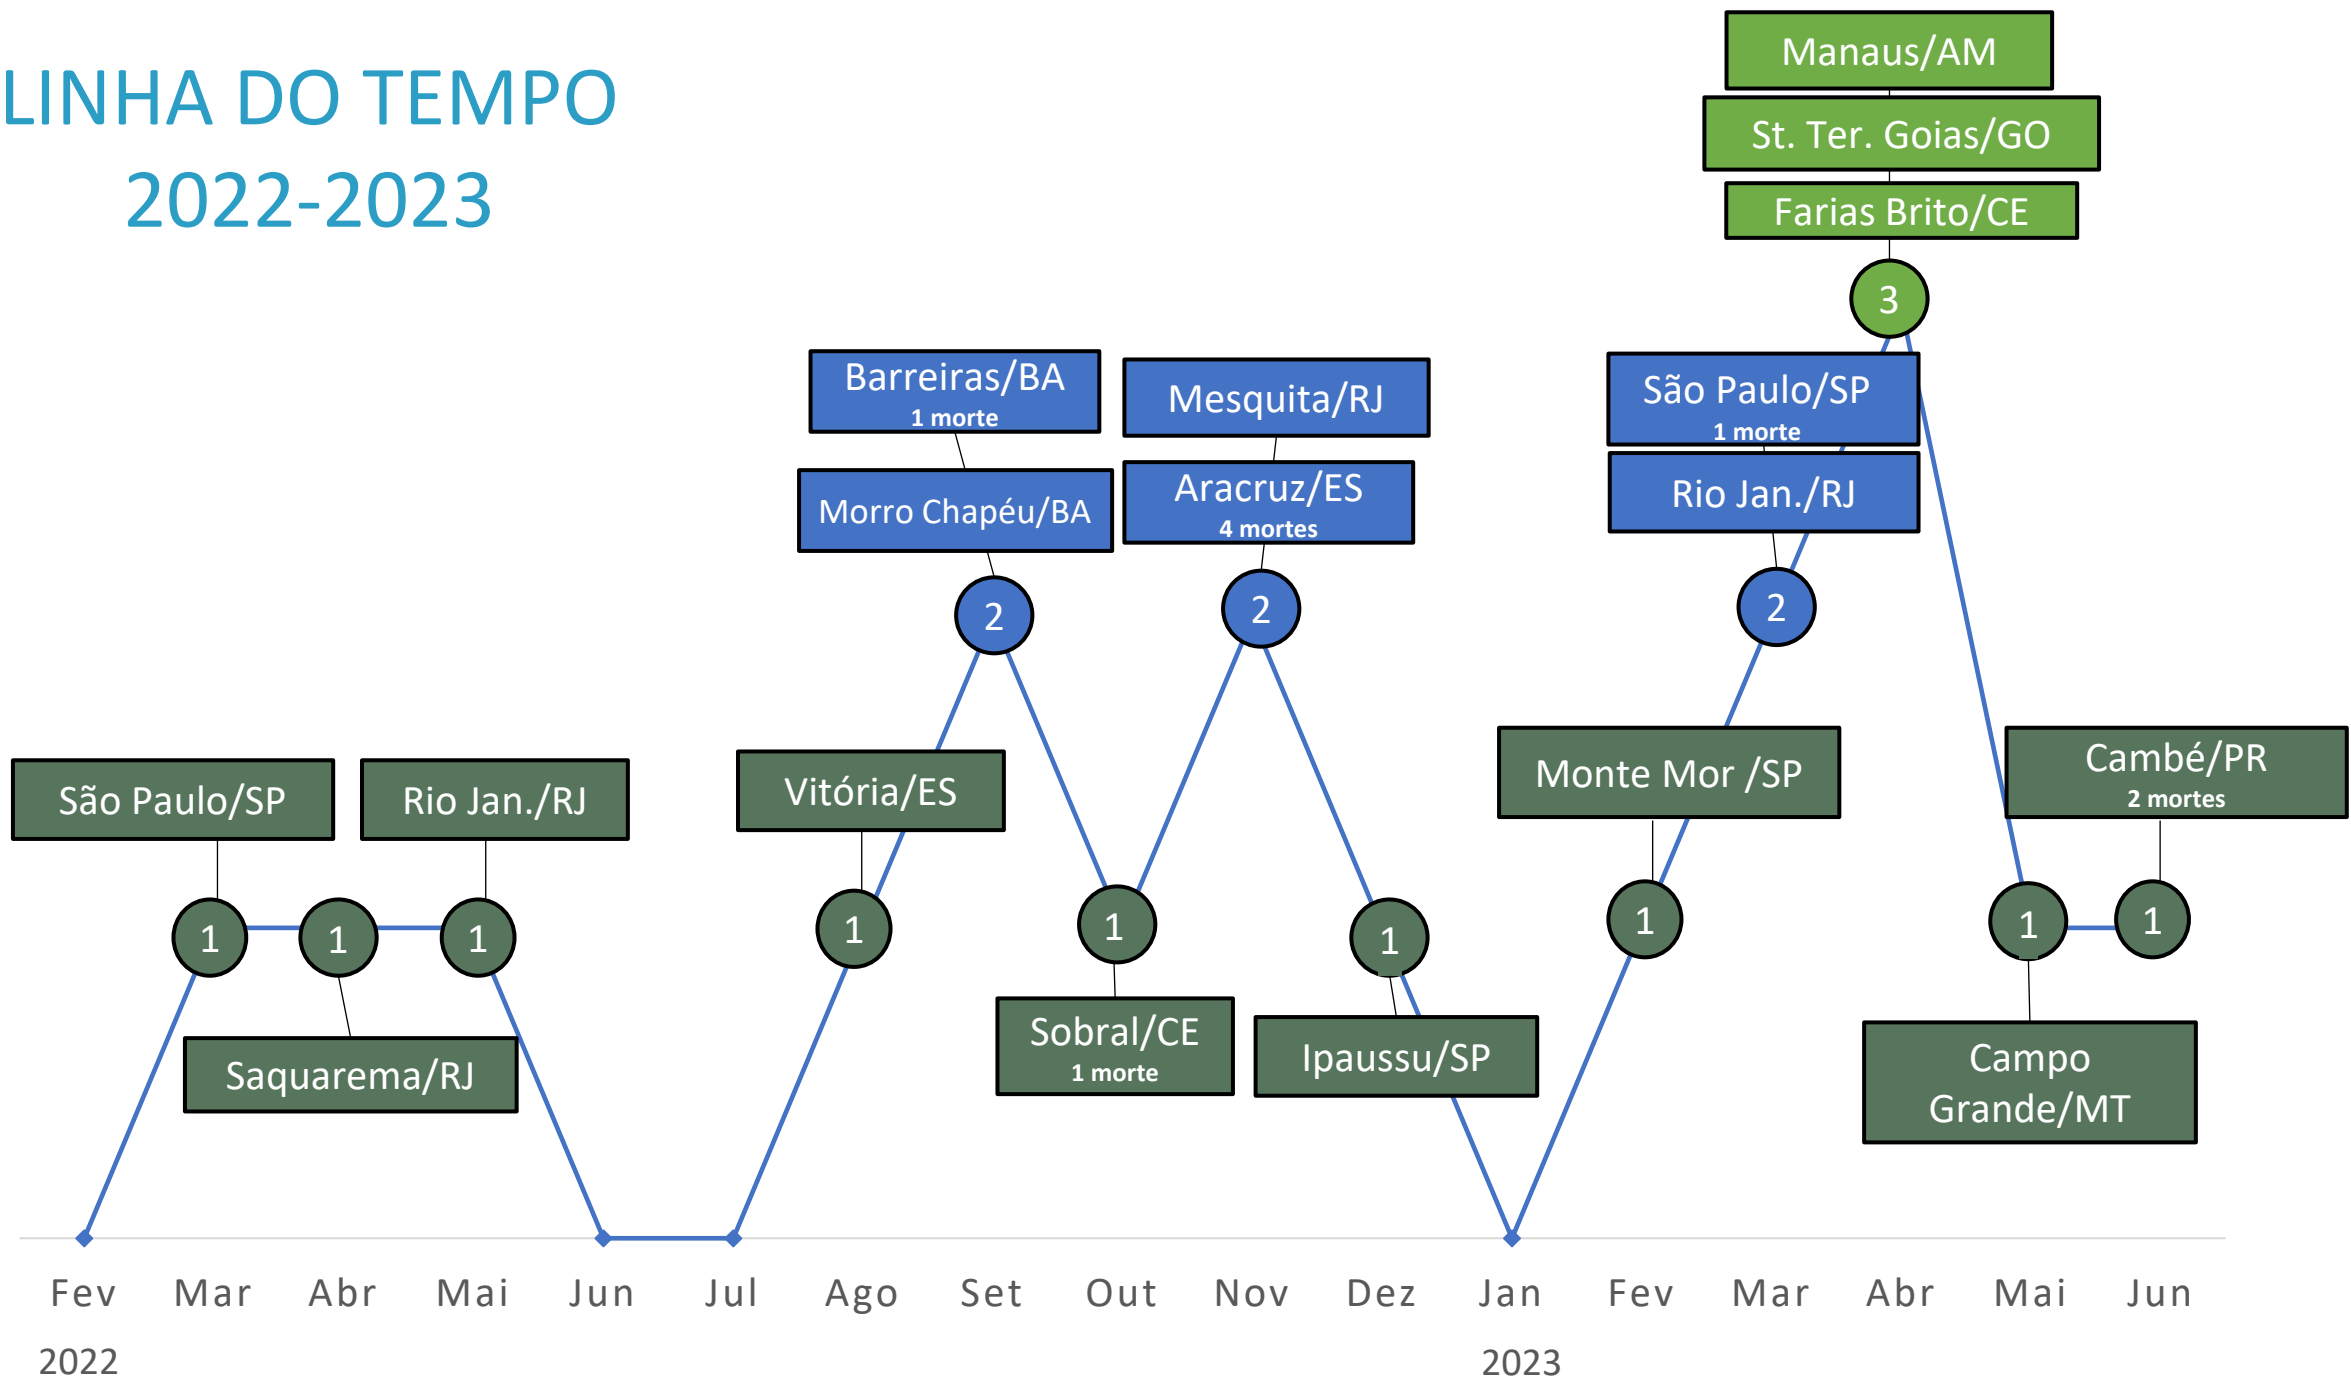 LINHA DO TEMPO
2022-2023
Manaus/AM
St. Ter. Goias/GO
Farias Brito/CE
3
Barreiras/BA
1 morte
Morro Chapéu/BA
2
Mesquita/RJ
Aracruz/ES
4 mortes
2
São Paulo/SP
1 morte
Rio Jan./RJ
2
São Paulo/SP
1
1
Saquarema/RJ
Rio Jan./RJ
1
Vitória/ES
1
1
Sobral/CE
1 morte
1
Ipaussu/SP
Monte Mor /SP
1
Cambé/PR
2 mortes
1
1
Campo
Grande/MT
Fev Mar Abr Mai Jun Jul Ago Set Out Nov Dez Jan Fev Mar Abr Mai Jun
2022 2023